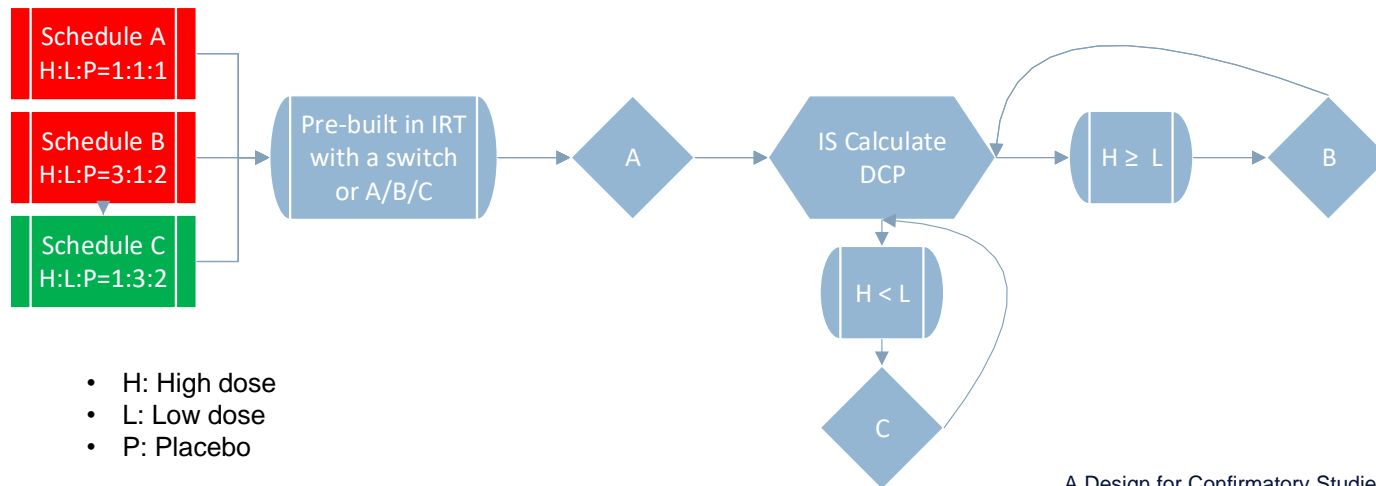 Schedule A
H:L:P=1:1:1
Schedule B
H:L:P=3:1:2
Schedule C
H:L:P=1:3:2
Pre-built in IRT
with a switch
or A/B/C
A
IS Calculate
DCP
H ≥ L
B
H < L
C
• H: High dose
• L: Low dose
• P: Placebo
A Design for Confirmatory Studie